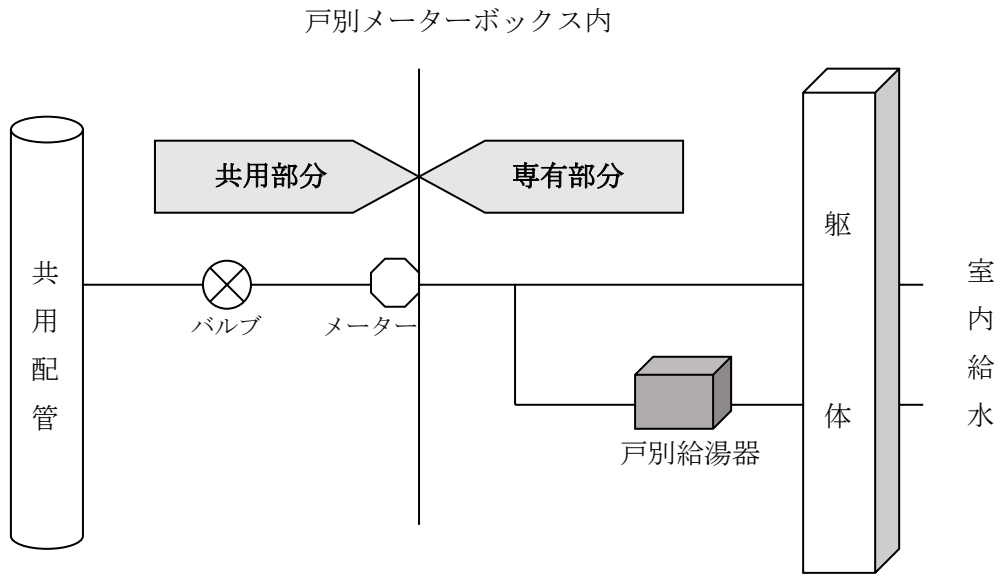 戸別メーターボックス内
共用部分
専有部分
共用配管
バルブ
メーター
戸別給湯器
躯体
室内給水